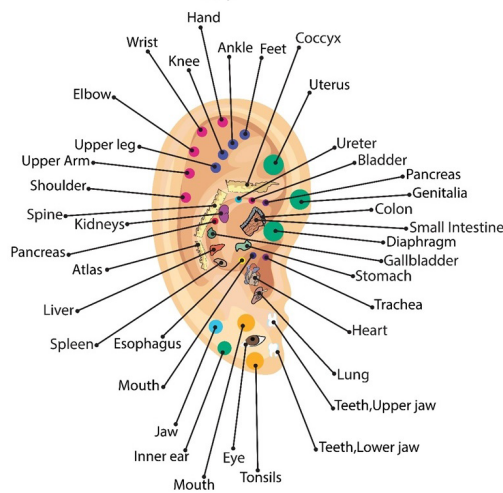 Hand
Coccyx
Wrist
Ankle
Feet
Knee
Uterus
Elbow
Upper leg
Ureter
Bladder
Upper Arm
Pancreas
Shoulder
Genitalia
Colon
Spine
Small Intestine
Kidneys
Diaphragm
Pancreas
Gallbladder
Atlas
Stomach
Trachea
Liver
Heart
Spleen
Esophagus
Lung
Mouth
Teeth,Upper jaw
Jaw
Teeth,Lower jaw
Inner ear
Eye
Tonsils
Mouth